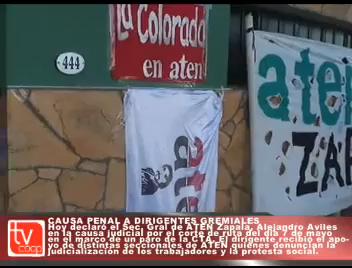 La Colorada
en aten!
444
aten
ZAP
aten
itv
coop
CAUSA PENAL A DIRIGENTES GREMIALES
Hoy declaró el Sec. Gral de ATEN Zapala, Alejandro Aviles
en la causa judicial por el corte de ruta del día 7 de mayo
en el marco de un paro de la CTA. El dirigente recibió el apo-
yo de distintas seccionales de ATEN quienes denuncian la
judicialización de los trabajadores y la protesta social.